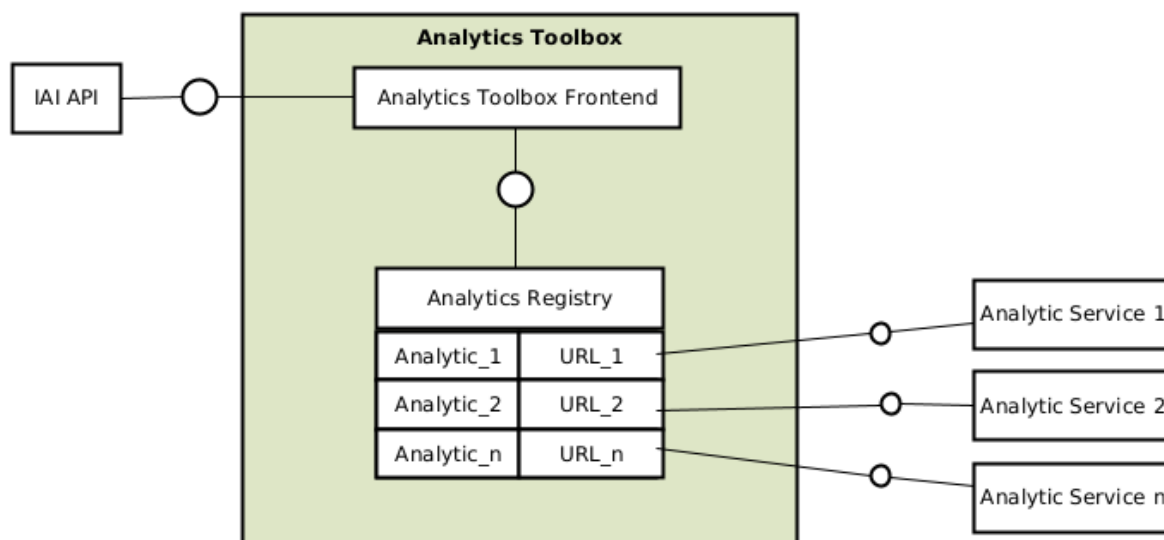 Analytics Toolbox
IAI API
Analytics Toolbox Frontend
Analytics Registry
Analytic_1 URL_1
Analytic_2 URL_2
Analytic_n URL_n
Analytic Service 1
Analytic Service 2
Analytic Service n